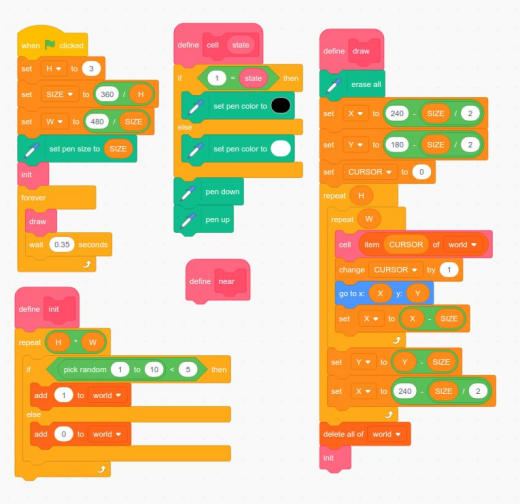 when clicked
set H to 3
set SIZE to 360 / H
set W to 480 / SIZE
set pen size to SIZE
init
forever
draw
wait 0.35 seconds
define init
repeat H * W
if pick random 1 to 10 < 5 then
add 1 to world
else
add 0 to world
define cell state
if 1 = state then
set pen color to
else
set pen color to
pen down
pen up
define near
define draw
erase all
set X to 240 - SIZE / 2
set Y to 180 - SIZE / 2
set CURSOR to 0
repeat H
repeat W
cell item CURSOR of world
change CURSOR by 1
go to x: X y: Y
set X to X - SIZE
set Y to Y - SIZE
set X to 240 - SIZE / 2
delete all of world
init